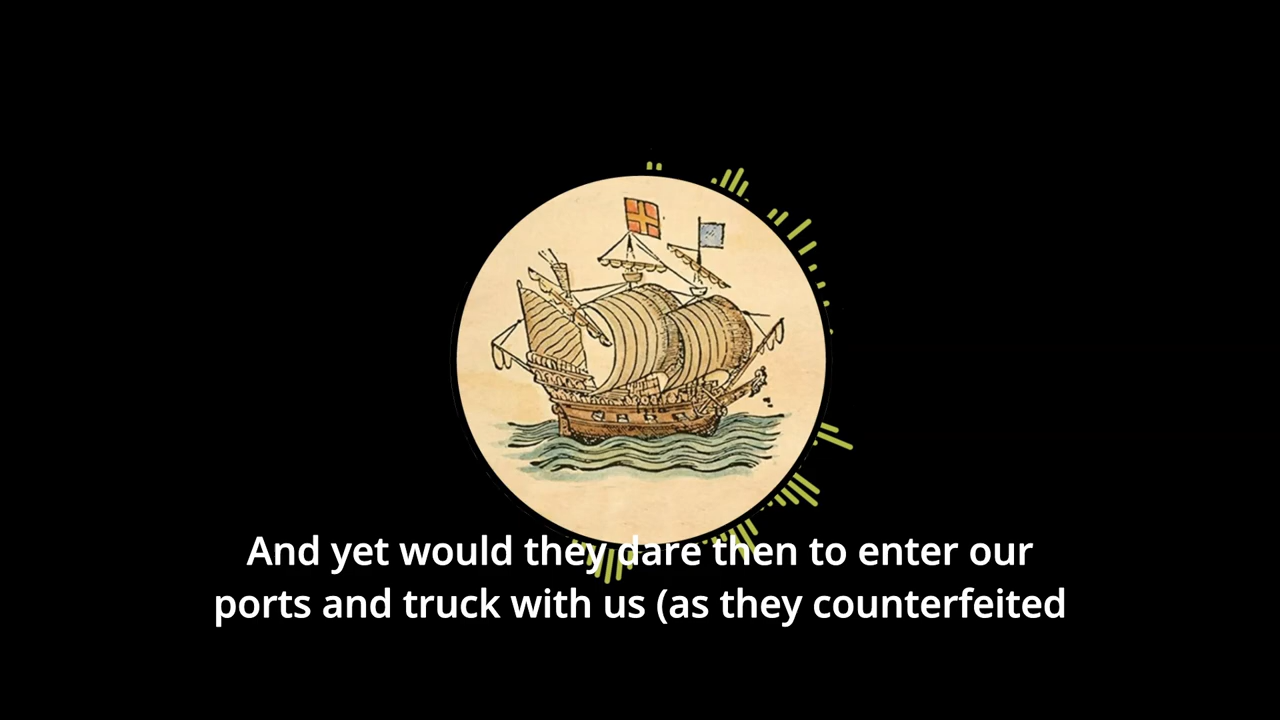 And yet would they dare then to enter our
ports and truck with us (as they counterfeited